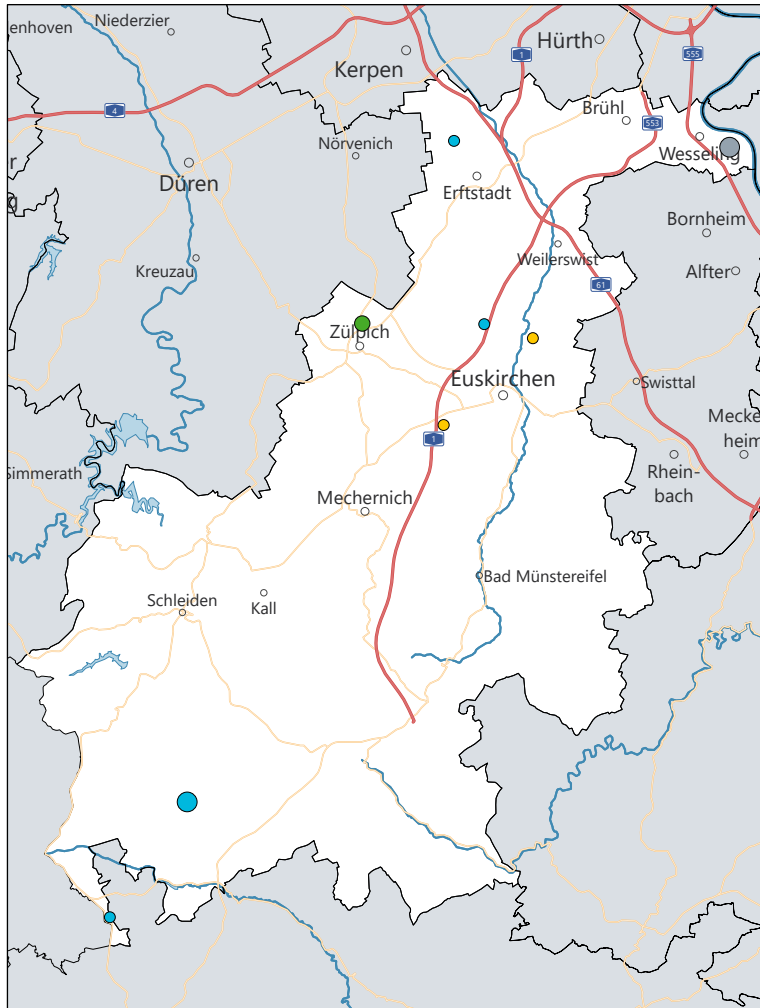 Niederzier
enhoven
Hürth
1
555
Kerpen
4
Brühl
553
Nörvenich
Wesseling
r
Düren
Erftstadt
g
Bornheim
Weilerswist
Kreuzau
Alfter
61
Zülpich
Euskirchen
Swisttal
Mecke
heim
1
Simmerath
Rhein-
bach
Mechernich
Bad Münstereifel
Schleiden
Kall